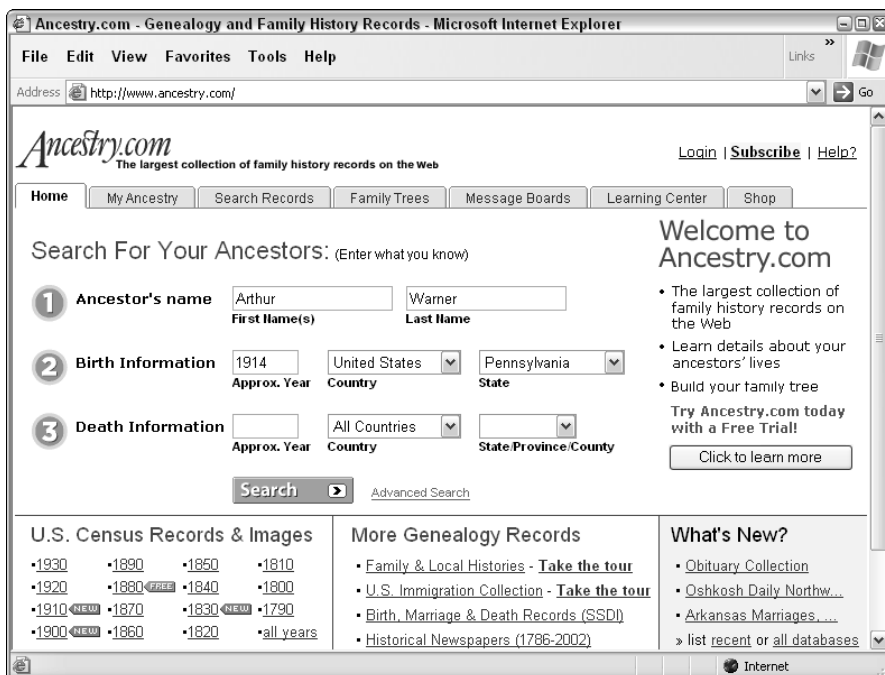 Ancestry.com - Genealogy and Family History Records - Microsoft Internet Explorer
File Edit View Favorites Tools Help Links »
Address http://www.ancestry.com/ Go
Ancestry.com
The largest collection of family history records on the Web
Login | Subscribe | Help?
Home My Ancestry Search Records Family Trees Message Boards Learning Center Shop
Search For Your Ancestors: (Enter what you know)
1 Ancestor's name Arthur Warner
First Name(s) Last Name
2 Birth Information 1914 United States Pennsylvania
Approx. Year Country State
3 Death Information All Countries
Approx. Year Country State/Province/County
Search Advanced Search
Welcome to
Ancestry.com
• The largest collection of
family history records on
the Web
• Learn details about your
ancestors' lives
• Build your family tree
Try Ancestry.com today
with a Free Trial!
Click to learn more
U.S. Census Records & Images
•1930 •1890 •1850 •1810
•1920 •1880 FREE •1840 •1800
•1910 NEW •1870 •1830 NEW •1790
•1900 NEW •1860 •1820 •all years
More Genealogy Records
• Family & Local Histories - Take the tour
• U.S. Immigration Collection - Take the tour
• Birth, Marriage & Death Records (SSDI)
• Historical Newspapers (1786-2002)
What's New?
• Obituary Collection
• Oshkosh Daily Northw...
• Arkansas Marriages, ...
» list recent or all databases
Internet